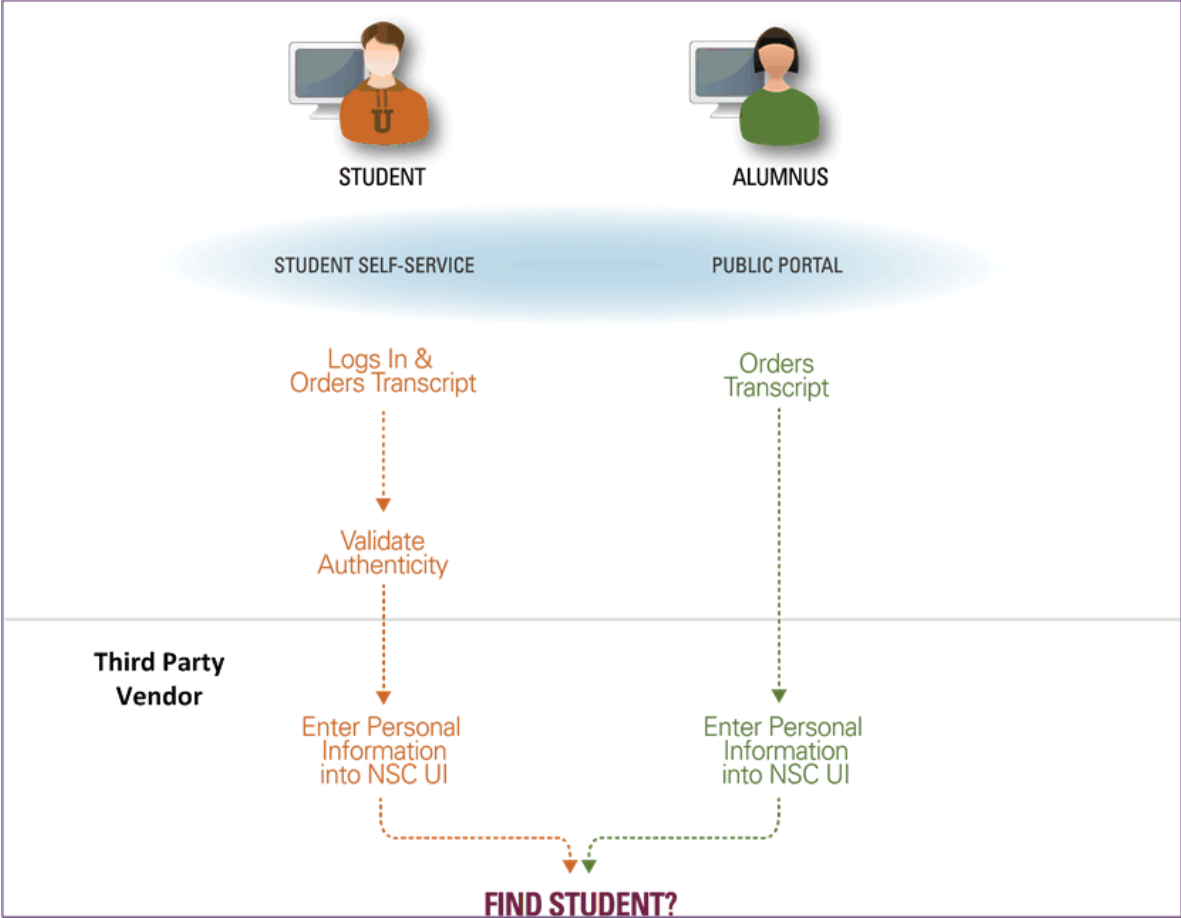 U
STUDENT
ALUMNUS
STUDENT SELF-SERVICE
PUBLIC PORTAL
Logs In &
Orders Transcript
Orders
Transcript
Validate
Authenticity
Third Party
Vendor
Enter Personal
Information
into NSC UI
Enter Personal
Information
into NSC UI
FIND STUDENT?